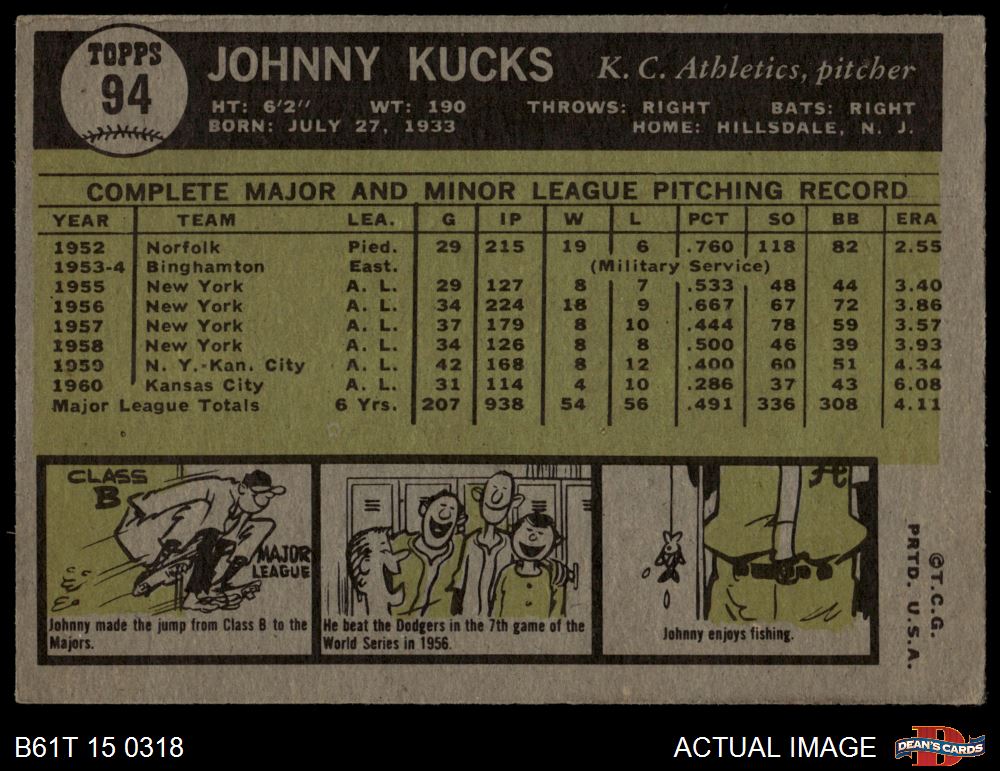 TOPPS
94
JOHNNY KUCKS K. C. Athletics, pitcher
HT: 6'2" WT: 190 THROWS: RIGHT BATS: RIGHT
BORN: JULY 27, 1933 HOME: HILLSDALE, N. J.
COMPLETE MAJOR AND MINOR LEAGUE PITCHING RECORD
YEAR TEAM LEA. G IP W L PCT SO BB ERA
1952 Norfolk Pied. 29 215 19 6 .760 118 82 2.55
1953-4 Binghamton East. (Military Service)
1955 New York A. L. 29 127 8 7 .533 48 44 3.40
1956 New York A. L. 34 224 18 9 .667 67 72 3.86
1957 New York A. L. 37 179 8 10 .444 78 59 3.57
1958 New York A. L. 34 126 8 8 .500 46 39 3.93
1959 N. Y.-Kan. City A. L. 42 168 8 12 .400 60 51 4.34
1960 Kansas City A. L. 31 114 4 10 .286 37 43 6.08
Major League Totals 6 Yrs. 207 938 54 56 .491 336 308 4.11
CLASS
B
MAJOR
LEAGUE
Johnny made the jump from Class B to the
Majors.
He beat the Dodgers in the 7th game of the
World Series in 1956.
A
Johnny enjoys fishing.
©T.C.G.
PRTD. U.S.A.
B61T 15 0318 ACTUAL IMAGE
D
DEAN'S CARDS